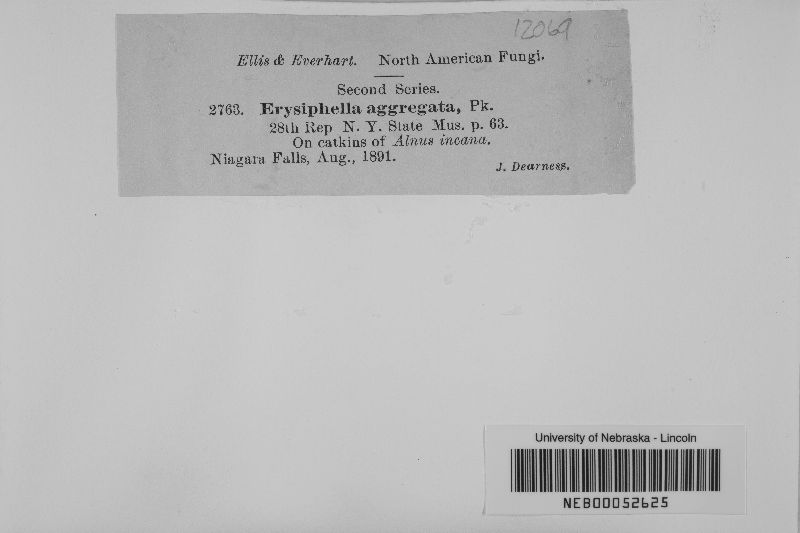 12069
Ellis & Everhart. North American Fungi.
Second Series.
2763. Erysiphella aggregata, Pk.
28th Rep N. Y. State Mus. p. 63.
On catkins of Alnus incana.
Niagara Falls, Aug., 1891.
J. Dearness.
University of Nebraska - Lincoln
NEB00052625